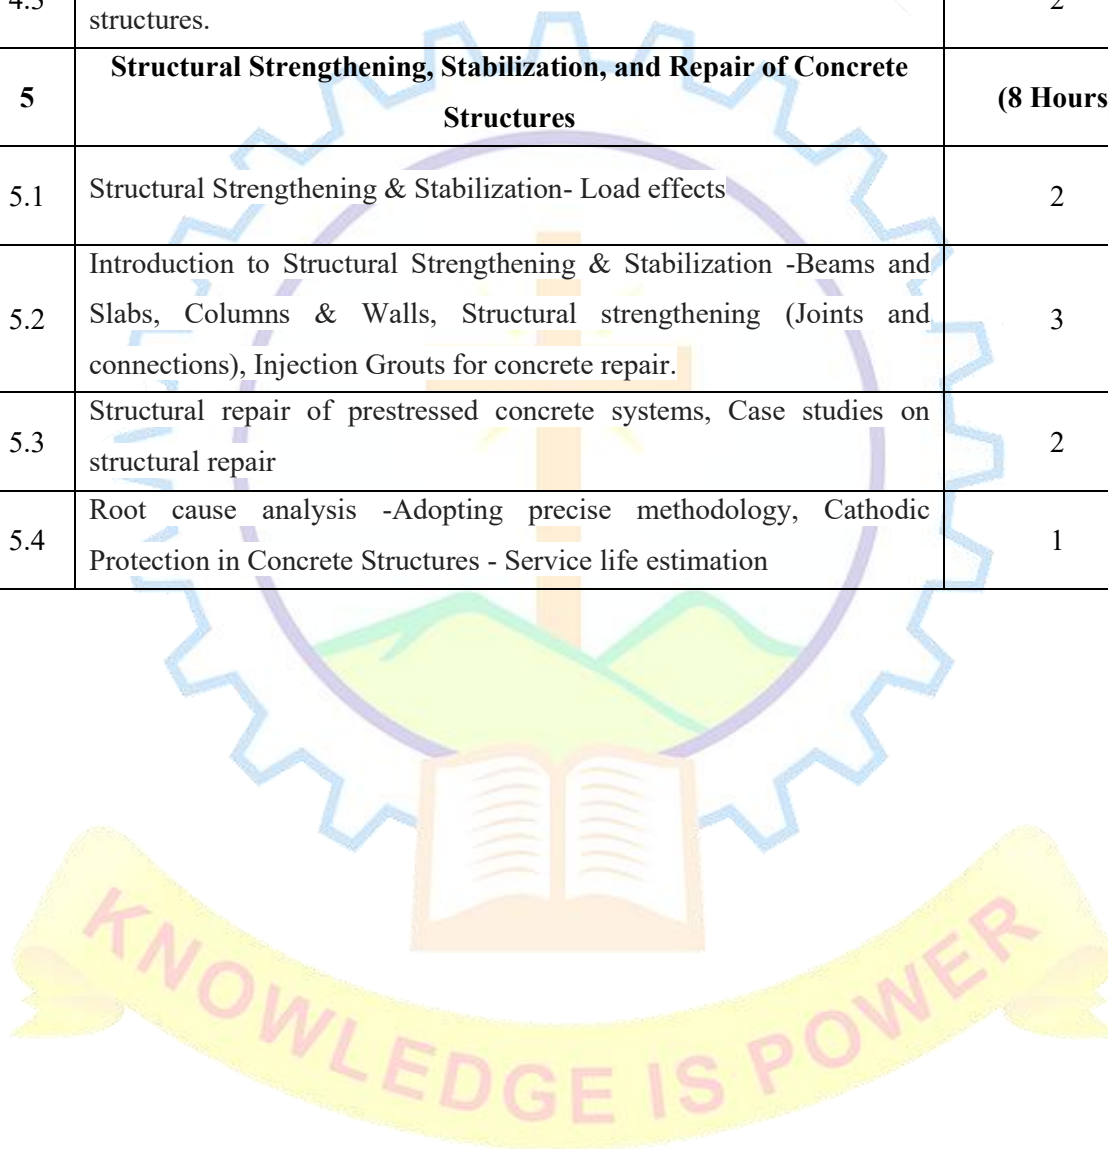 4.3
structures.
2
Structural Strengthening, Stabilization, and Repair of Concrete
5
(8 Hours
Structures
5.1
Structural Strengthening & Stabilization- Load effects
2
Introduction to Structural Strengthening & Stabilization -Beams and
5.2
Slabs, Columns & Walls, Structural strengthening (Joints and
3
connections), Injection Grouts for concrete repair.
Structural repair of prestressed concrete systems, Case studies on
5.3
structural repair
2
Root cause analysis -Adopting precise methodology, Cathodic
5.4
Protection in Concrete Structures - Service life estimation
1
KNOWLEDGE IS POWER